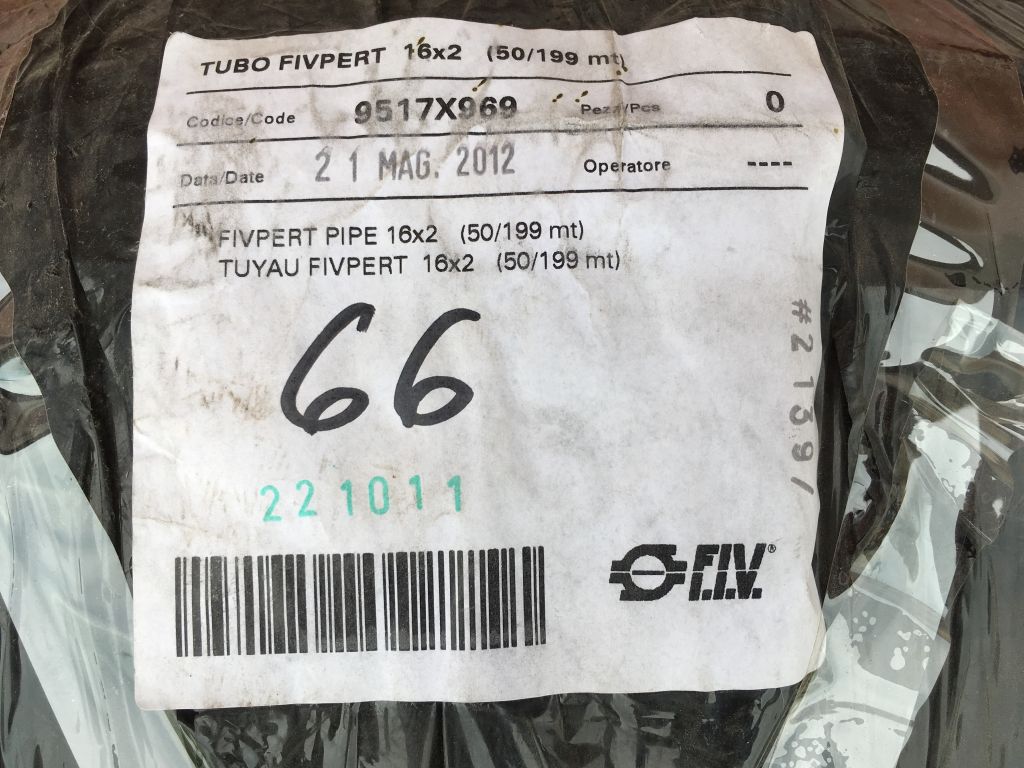 TUBO FIVPERT 16x2 (50/199 mt)
Codice/Code 9517X969 Pezzi/Pcs 0
Data/Date 21 MAG. 2012 Operatore ----
FIVPERT PIPE 16x2 (50/199 mt)
TUYAU FIVPERT 16x2 (50/199 mt)
66
#2139/
221011
F.I.V.®